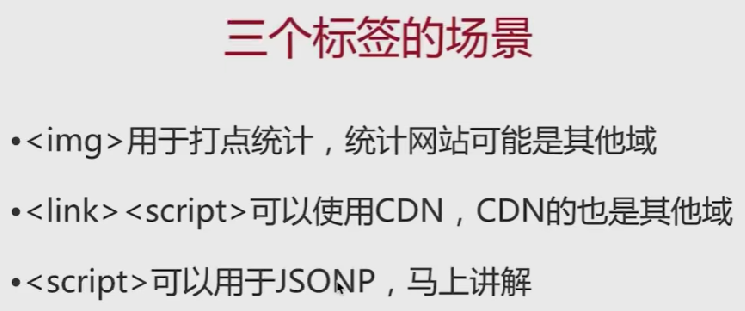 三个标签的场景
•<img>用于打点统计，统计网站可能是其他域
•<link><script>可以使用CDN，CDN的也是其他域
•<script>可以用于JSONP，马上讲解